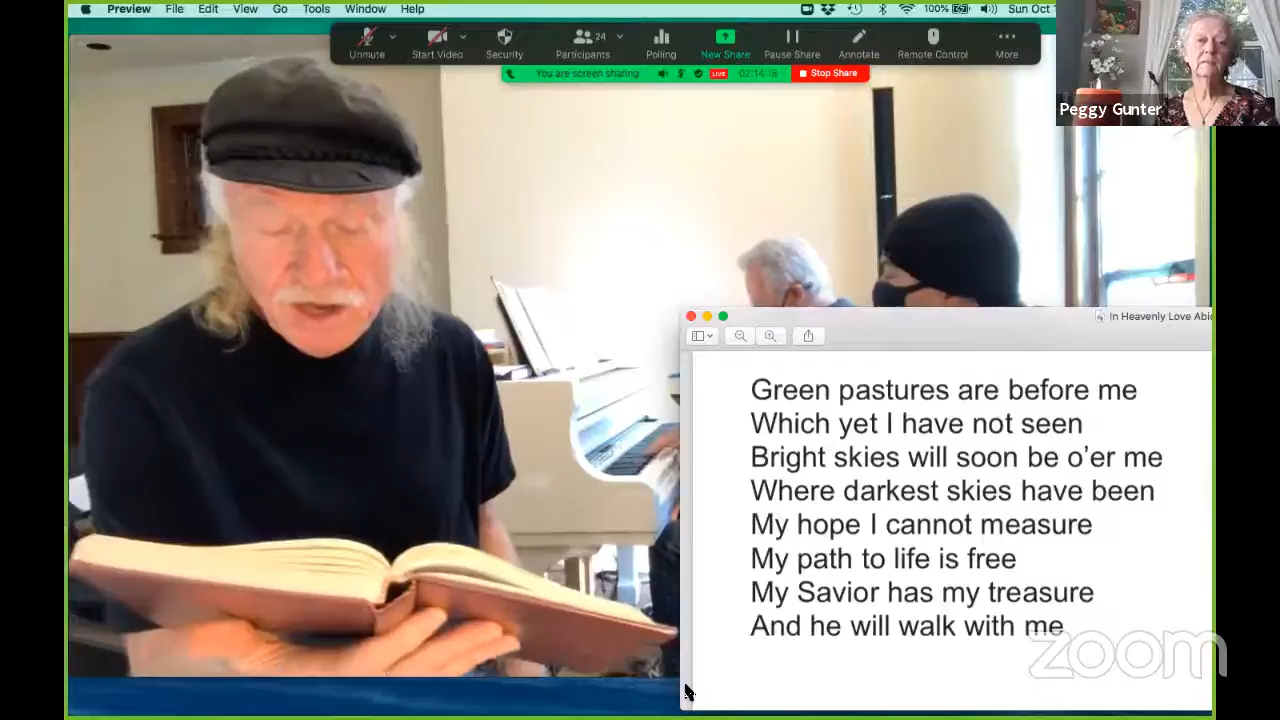 Preview File Edit View Go Tools Window Help 100% Sun Oct
Unmute Start Video Security Participants 24 Polling New Share Pause Share Annotate Remote Control More
You are screen sharing LIVE 02:14:18 Stop Share
Peggy Gunter
In Heavenly Love Abi
Green pastures are before me
Which yet I have not seen
Bright skies will soon be o’er me
Where darkest skies have been
My hope I cannot measure
My path to life is free
My Savior has my treasure
And he will walk with me
zoom